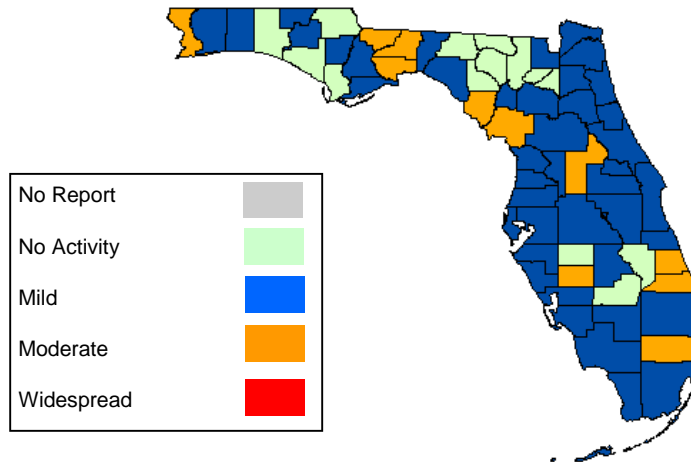 No Report
No Activity
Mild
Moderate
Widespread